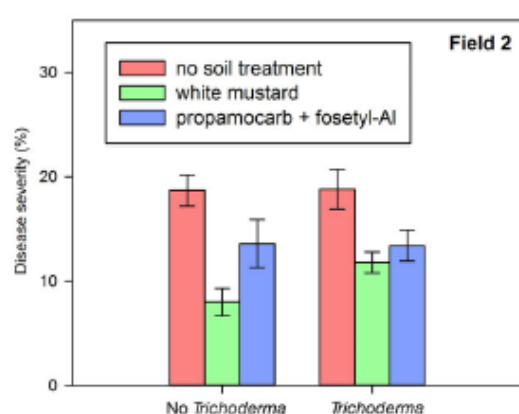 Field 2
no soil treatment
white mustard
propamocarb + fosetyl-Al
Disease severity (%)
30
20
10
0
No Trichoderma
Trichoderma